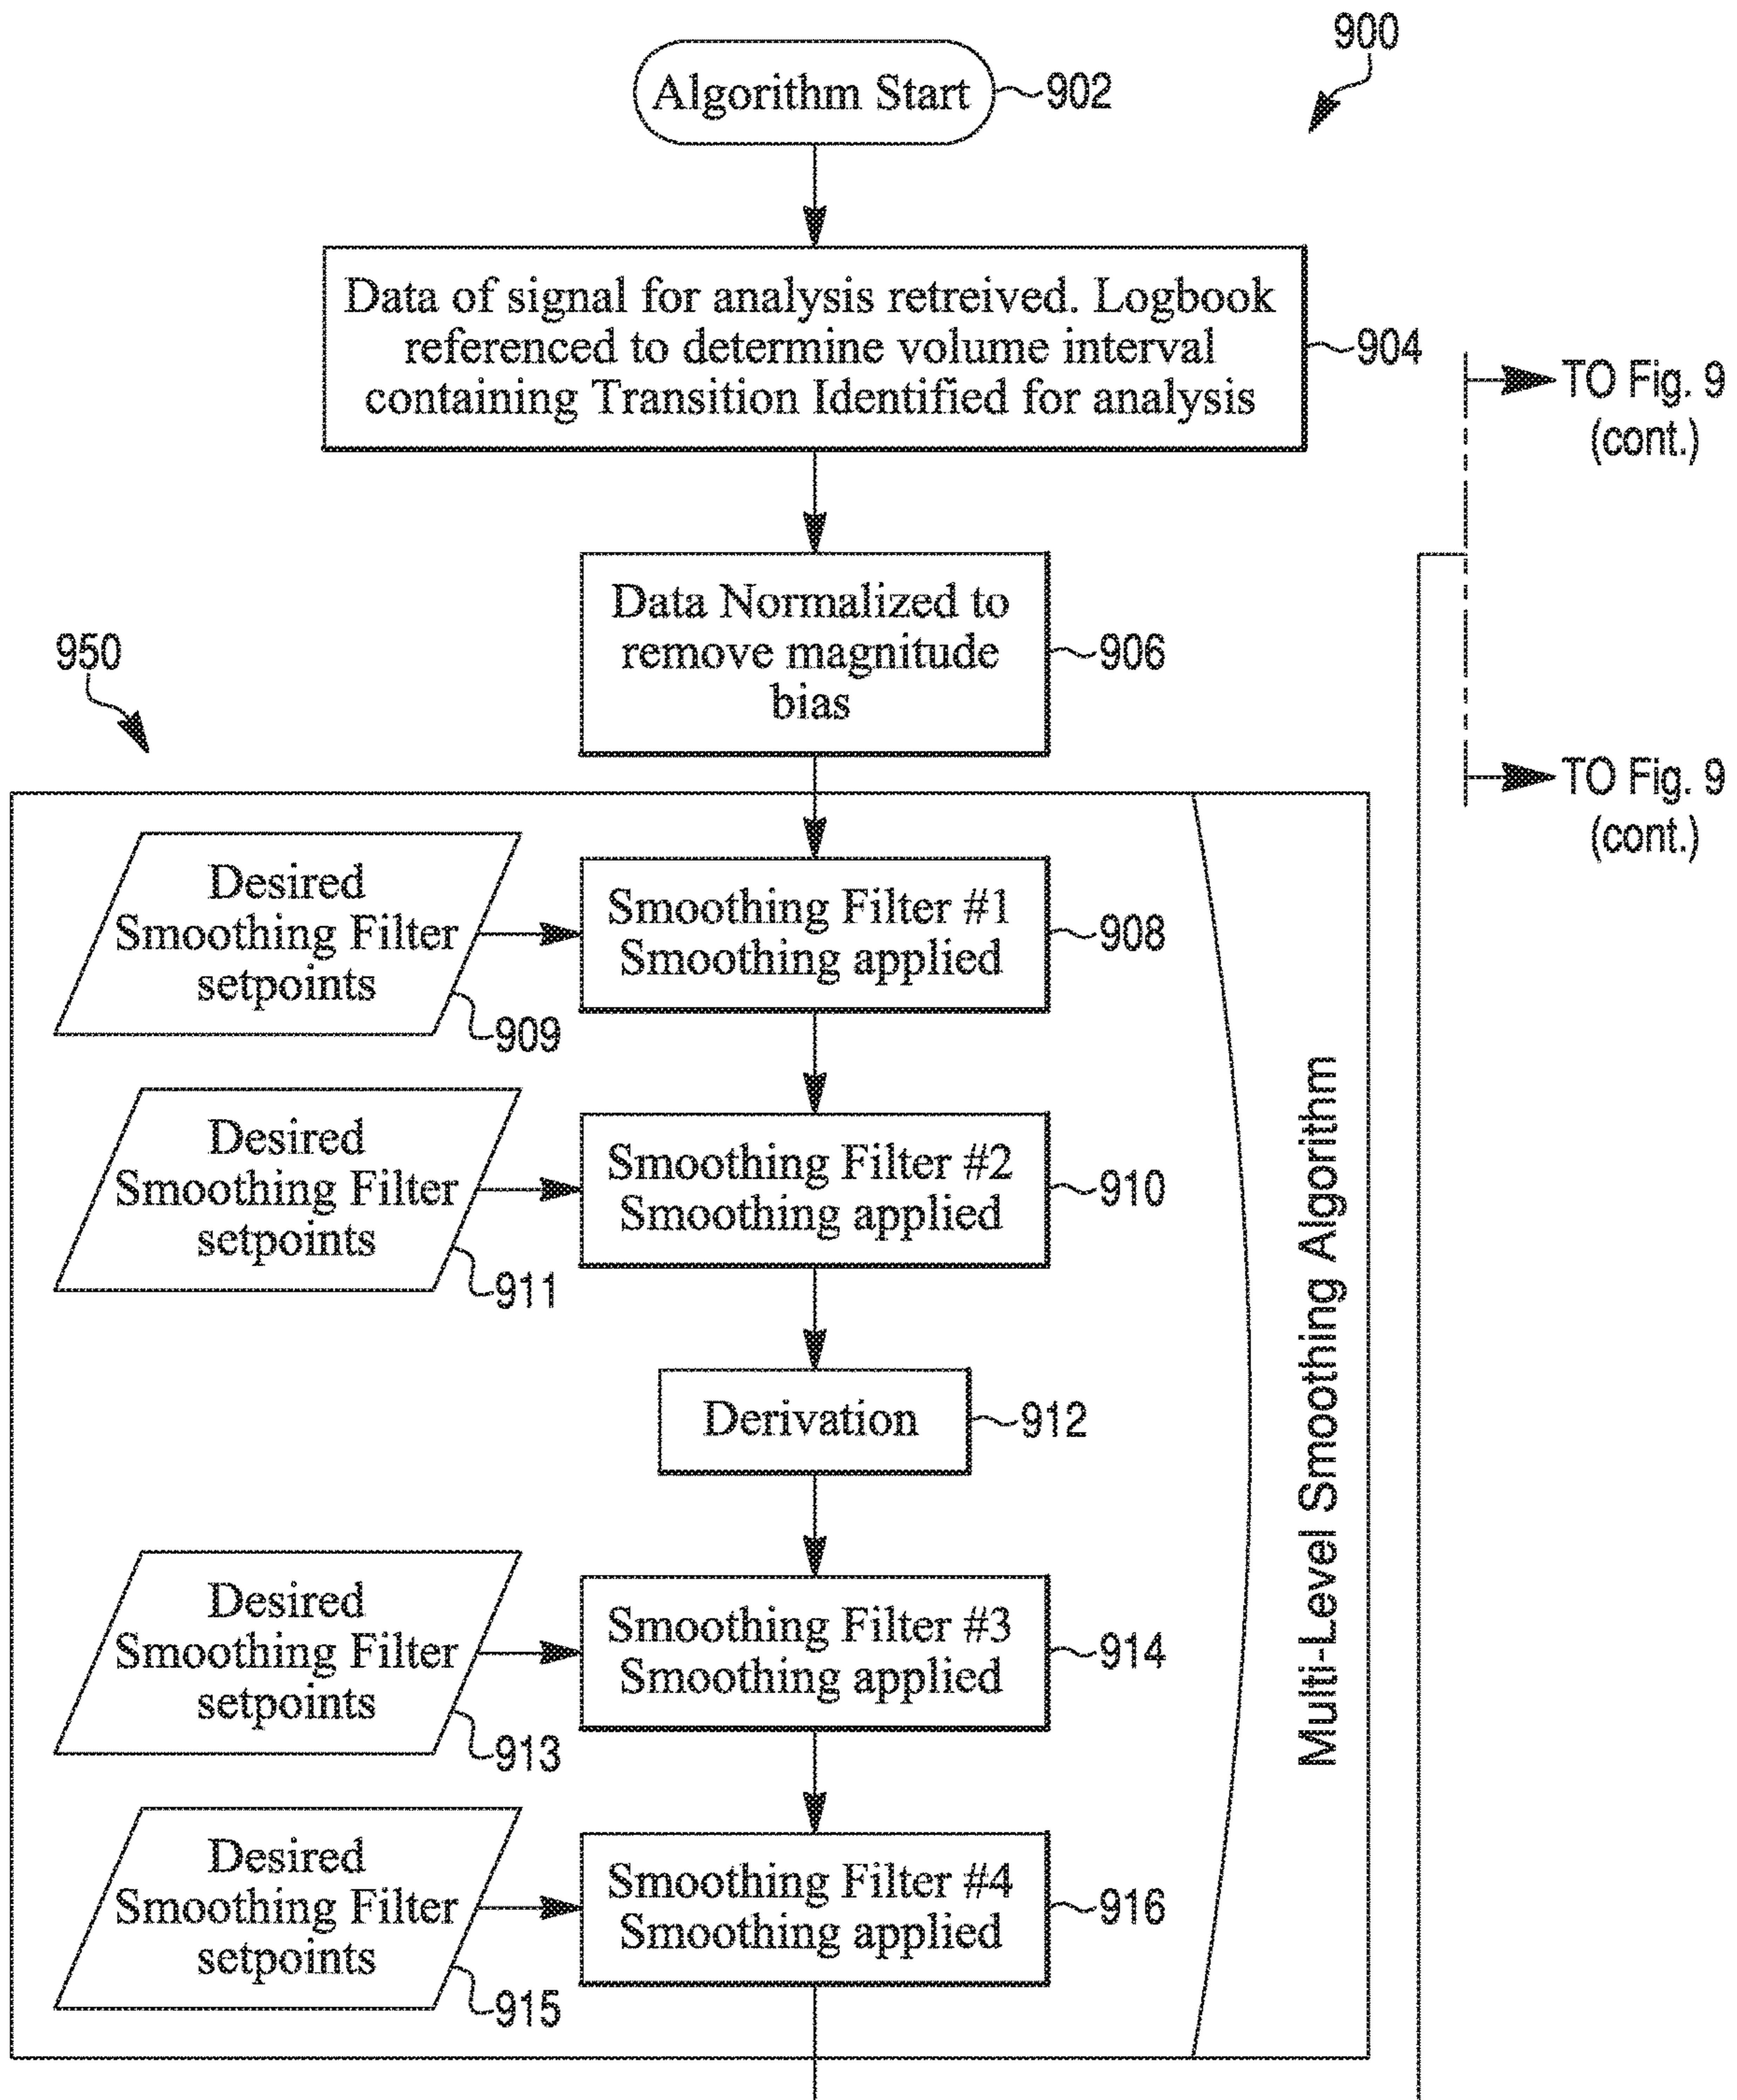 900
Algorithm Start
902
Data of signal for analysis retreived. Logbook
referenced to determine volume interval
containing Transition Identified for analysis
904
TO Fig. 9
(cont.)
Data Normalized to
remove magnitude
bias
906
950
TO Fig. 9
(cont.)
Desired
Smoothing Filter
setpoints
909
Smoothing Filter #1
Smoothing applied
908
Desired
Smoothing Filter
setpoints
911
Smoothing Filter #2
Smoothing applied
910
Multi-Level Smoothing Algorithm
Derivation
912
Desired
Smoothing Filter
setpoints
913
Smoothing Filter #3
Smoothing applied
914
Desired
Smoothing Filter
setpoints
915
Smoothing Filter #4
Smoothing applied
916